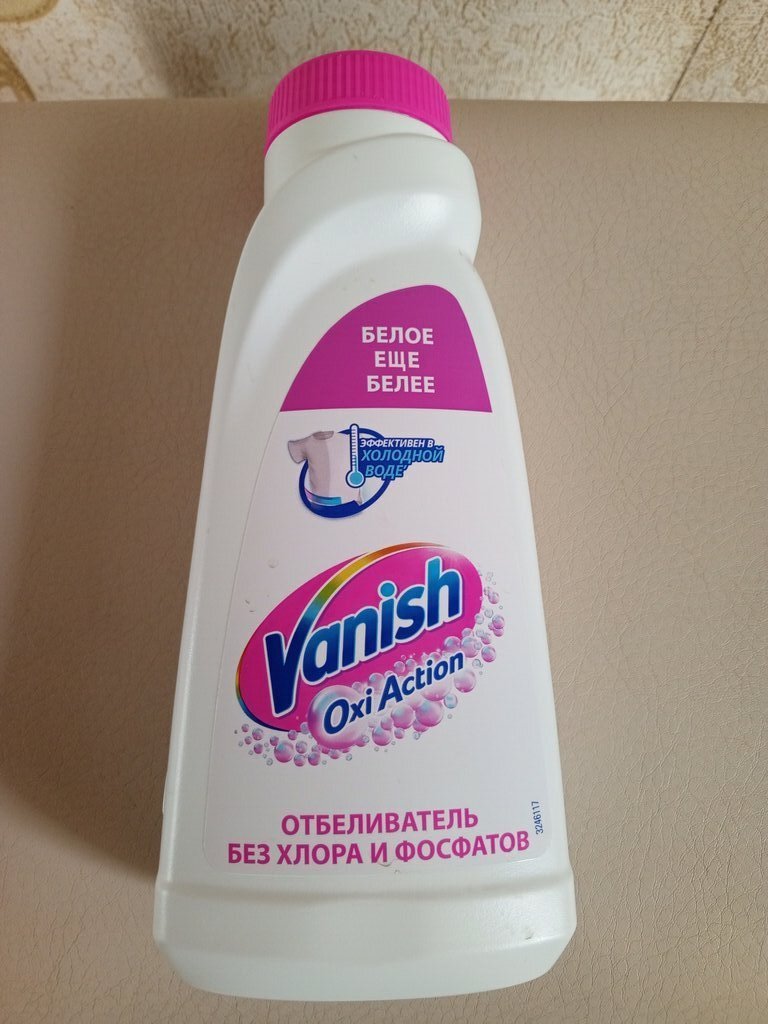 БЕЛОЕ
ЕЩЕ
БЕЛЕЕ
ЭФФЕКТИВЕН В
ХОЛОДНОЙ
ВОДЕ
Vanish
Oxi Action
3246117
ОТБЕЛИВАТЕЛЬ
БЕЗ ХЛОРА И ФОСФАТОВ